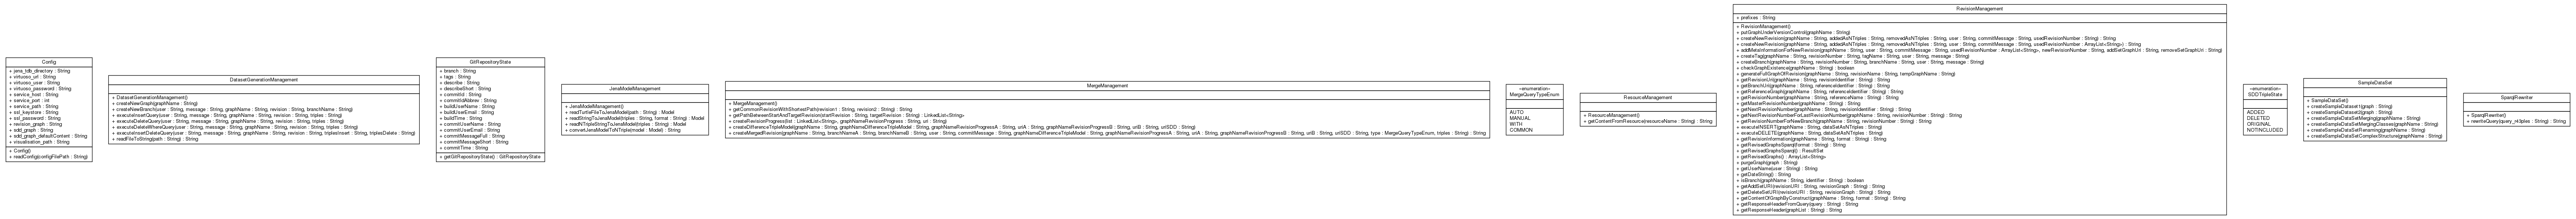 Config
+ jena_tdb_directory : String
+ virtuoso_url : String
+ virtuoso_user : String
+ virtuoso_password : String
+ service_host : String
+ service_port : int
+ service_path : String
+ ssl_keystore : String
+ ssl_password : String
+ revision_graph : String
+ sdd_graph : String
+ sdd_graph_defaultContent : String
+ visualisation_path : String
+ Config()
+ readConfig(configFilePath : String)
DatasetGenerationManagement
+ DatasetGenerationManagement()
+ createNewGraph(graphName : String)
+ createNewBranch(user : String, message : String, graphName : String, revision : String, branchName : String)
+ executeInsertQuery(user : String, message : String, graphName : String, revision : String, triples : String)
+ executeDeleteQuery(user : String, message : String, graphName : String, revision : String, triples : String)
+ executeDeleteWhereQuery(user : String, message : String, graphName : String, revision : String, triples : String)
+ executeInsertDeleteQuery(user : String, message : String, graphName : String, revision : String, triplesInsert : String, triplesDelete : String)
+ readFileToString(path : String) : String
GitRepositoryState
+ branch : String
+ tags : String
+ describe : String
+ describeShort : String
+ commitId : String
+ commitIdAbbrev : String
+ buildUserName : String
+ buildUserEmail : String
+ buildTime : String
+ commitUserName : String
+ commitUserEmail : String
+ commitMessageFull : String
+ commitMessageShort : String
+ commitTime : String
+ getGitRepositoryState() : GitRepositoryState
JenaModelManagement
+ JenaModelManagement()
+ readTurtleFileToJenaModel(path : String) : Model
+ readStringToJenaModel(triples : String, format : String) : Model
+ readNTripleStringToJenaModel(triples : String) : Model
+ convertJenaModelToNTriple(model : Model) : String
MergeManagement
+ MergeManagement()
+ getCommonRevisionWithShortestPath(revision1 : String, revision2 : String) : String
+ getPathBetweenStartAndTargetRevision(startRevision : String, targetRevision : String) : LinkedList<String>
+ createRevisionProgress(list : LinkedList<String>, graphNameRevisionProgress : String, uri : String)
+ createDifferenceTripleModel(graphName : String, graphNameDifferenceTripleModel : String, graphNameRevisionProgressA : String, uriA : String, graphNameRevisionProgressB : String, uriB : String, uriSDD : String)
+ createMergedRevision(graphName : String, branchNameA : String, branchNameB : String, user : String, commitMessage : String, graphNameDifferenceTripleModel : String, graphNameRevisionProgressA : String, uriA : String, graphNameRevisionProgressB : String, uriB : String, uriSDD : String, type : MergeQueryTypeEnum, triples : String) : String
«enumeration»
MergeQueryTypeEnum
AUTO
MANUAL
WITH
COMMON
ResourceManagement
+ ResourceManagement()
+ getContentFromResource(resourceName : String) : String
RevisionManagement
+ prefixes : String
+ RevisionManagement()
+ putGraphUnderVersionControl(graphName : String)
+ createNewRevision(graphName : String, addedAsNTriples : String, removedAsNTriples : String, user : String, commitMessage : String, usedRevisionNumber : String) : String
+ createNewRevision(graphName : String, addedAsNTriples : String, removedAsNTriples : String, user : String, commitMessage : String, usedRevisionNumber : ArrayList<String>) : String
+ addMetaInformationForNewRevision(graphName : String, user : String, commitMessage : String, usedRevisionNumber : ArrayList<String>, newRevisionNumber : String, addSetGraphUri : String, removeSetGraphUri : String)
+ createTag(graphName : String, revisionNumber : String, tagName : String, user : String, message : String)
+ createBranch(graphName : String, revisionNumber : String, branchName : String, user : String, message : String)
+ checkGraphExistence(graphName : String) : boolean
+ generateFullGraphOfRevision(graphName : String, revisionName : String, tempGraphName : String)
+ getRevisionUri(graphName : String, revisionIdentifier : String) : String
+ getBranchUri(graphName : String, referenceIdentifier : String) : String
+ getReferenceGraph(graphName : String, referenceIdentifier : String) : String
+ getRevisionNumber(graphName : String, referenceName : String) : String
+ getMasterRevisionNumber(graphName : String) : String
+ getNextRevisionNumber(graphName : String, revisionIdentifier : String) : String
+ getNextRevisionNumberForLastRevisionNumber(graphName : String, revisionNumber : String) : String
+ getRevisionNumberForNewBranch(graphName : String, revisionNumber : String) : String
+ executeINSERT(graphName : String, dataSetAsNTriples : String)
+ executeDELETE(graphName : String, dataSetAsNTriples : String)
+ getRevisionInformation(graphName : String, format : String) : String
+ getRevisedGraphsSparql(format : String) : String
+ getRevisedGraphsSparql() : ResultSet
+ getRevisedGraphs() : ArrayList<String>
+ purgeGraph(graph : String)
+ getUserName(user : String) : String
+ getDateString() : String
+ isBranch(graphName : String, identifier : String) : boolean
+ getAddSetURI(revisionURI : String, revisionGraph : String) : String
+ getDeleteSetURI(revisionURI : String, revisionGraph : String) : String
+ getContentOfGraphByConstruct(graphName : String, format : String) : String
+ getResponseHeaderFromQuery(query : String) : String
+ getResponseHeader(graphList : String) : String
«enumeration»
SDDTripleState
ADDED
DELETED
ORIGINAL
NOTINCLUDED
SampleDataSet
+ SampleDataSet()
+ createSampleDataset1(graph : String)
+ createSampleDataset2(graph : String)
+ createSampleDataSetMerging(graphName : String)
+ createSampleDataSetMergingClasses(graphName : String)
+ createSampleDataSetRenaming(graphName : String)
+ createSampleDataSetComplexStructure(graphName : String)
SparqlRewriter
+ SparqlRewriter()
+ rewriteQuery(query_r43ples : String) : String